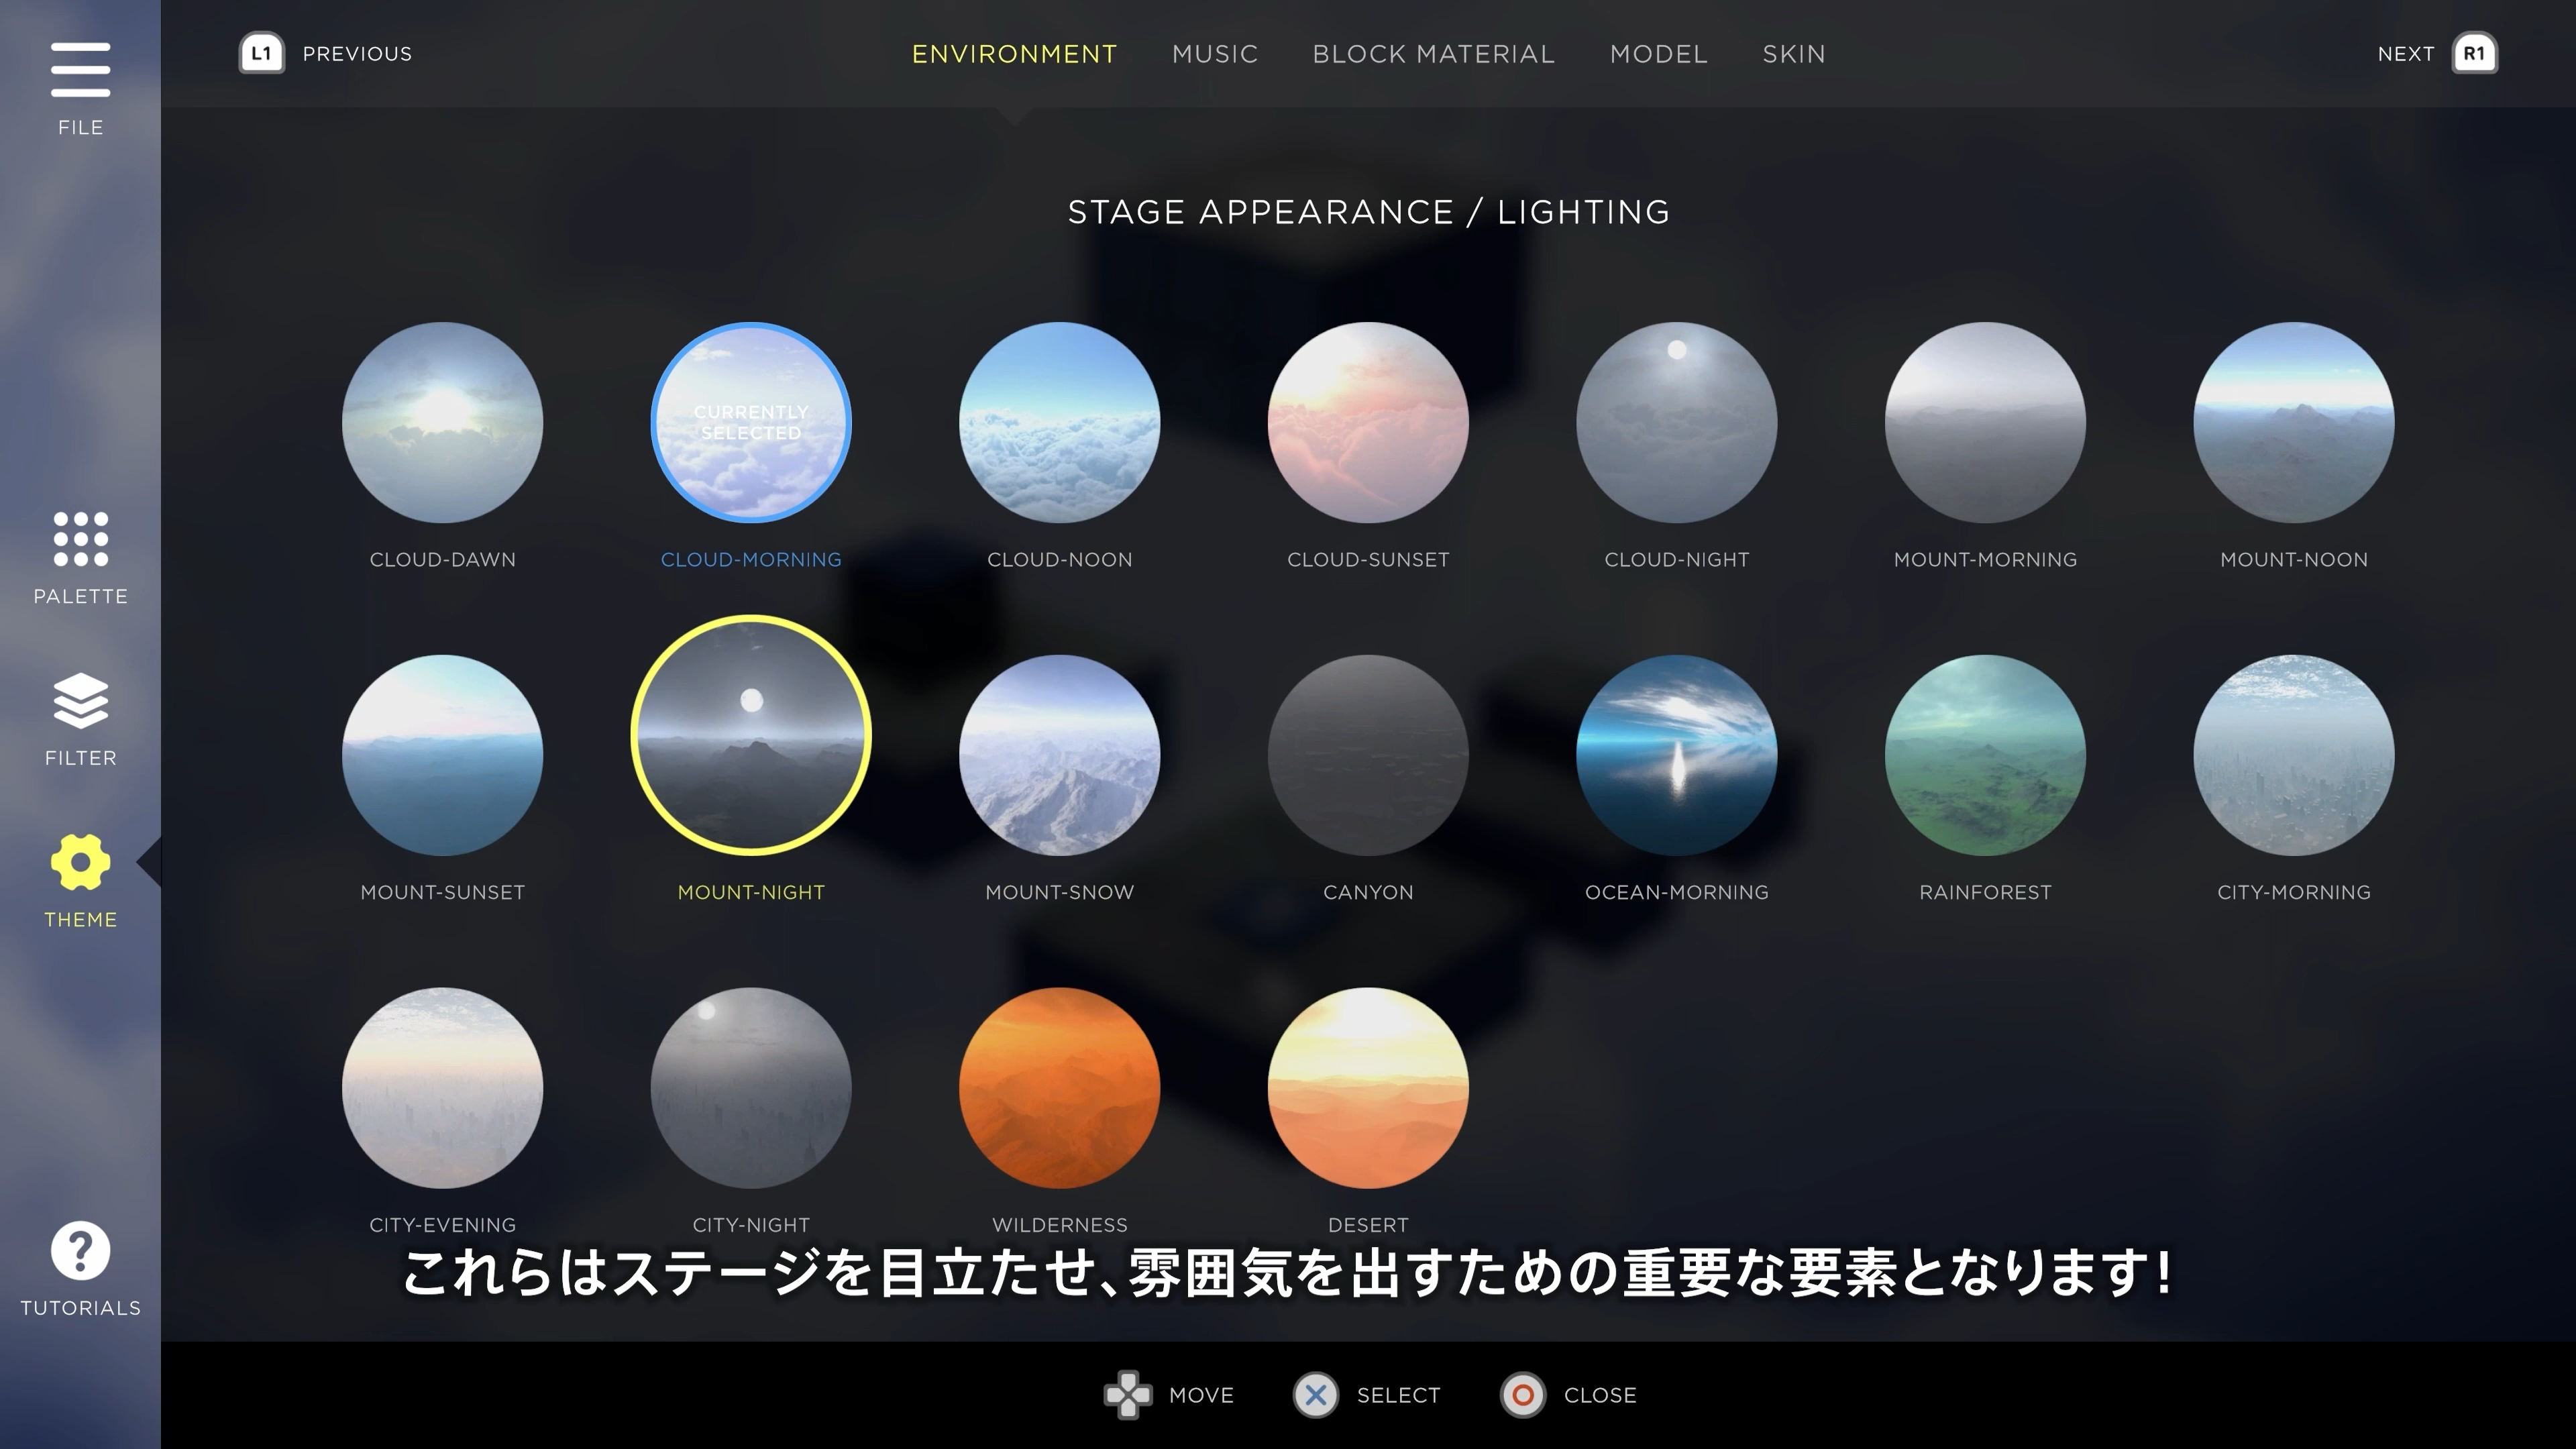 FILE
PALETTE
FILTER
THEME
TUTORIALS
L1 PREVIOUS
ENVIRONMENT MUSIC BLOCK MATERIAL MODEL SKIN
NEXT R1
STAGE APPEARANCE / LIGHTING
CURRENTLY
SELECTED
CLOUD-DAWN CLOUD-MORNING CLOUD-NOON CLOUD-SUNSET CLOUD-NIGHT MOUNT-MORNING MOUNT-NOON
MOUNT-SUNSET MOUNT-NIGHT MOUNT-SNOW CANYON OCEAN-MORNING RAINFOREST CITY-MORNING
CITY-EVENING CITY-NIGHT WILDERNESS DESERT
これらはステージを目立たせ、雰囲気を出すための重要な要素となります!
MOVE SELECT CLOSE